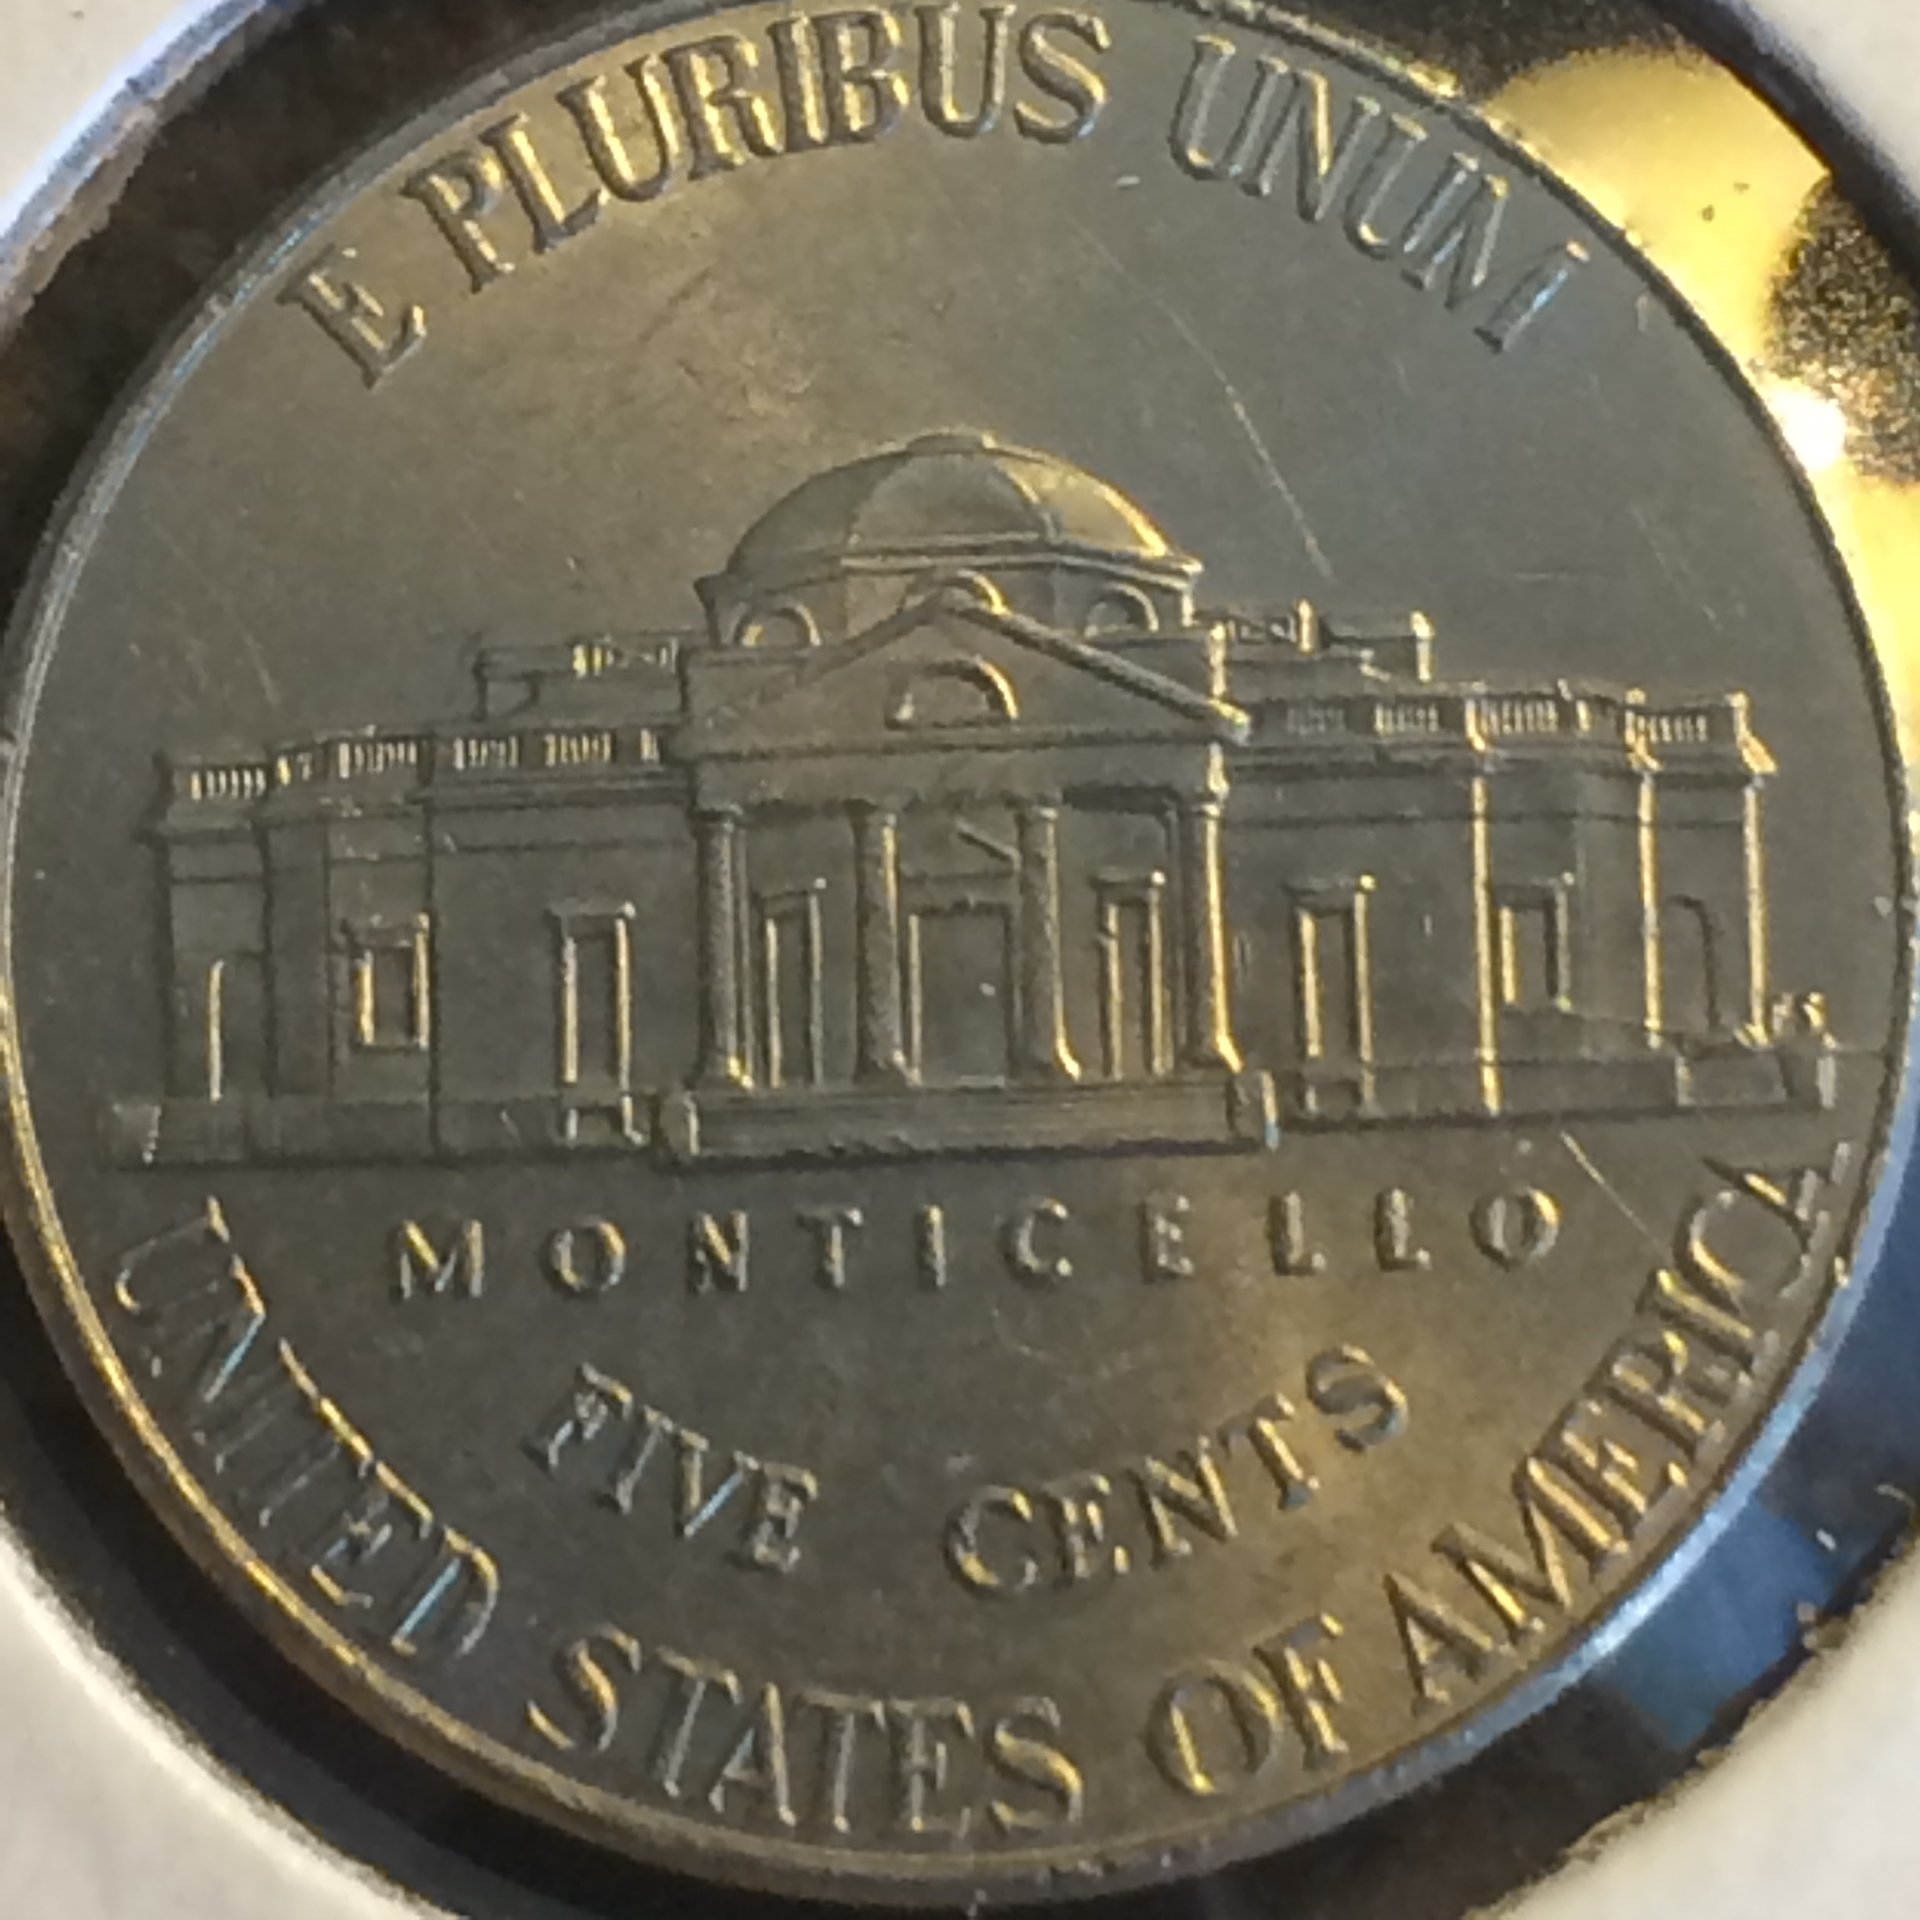 E PLURIBUS UNUM
MONTICELLO
FIVE CENTS
UNITED STATES OF AMERICA